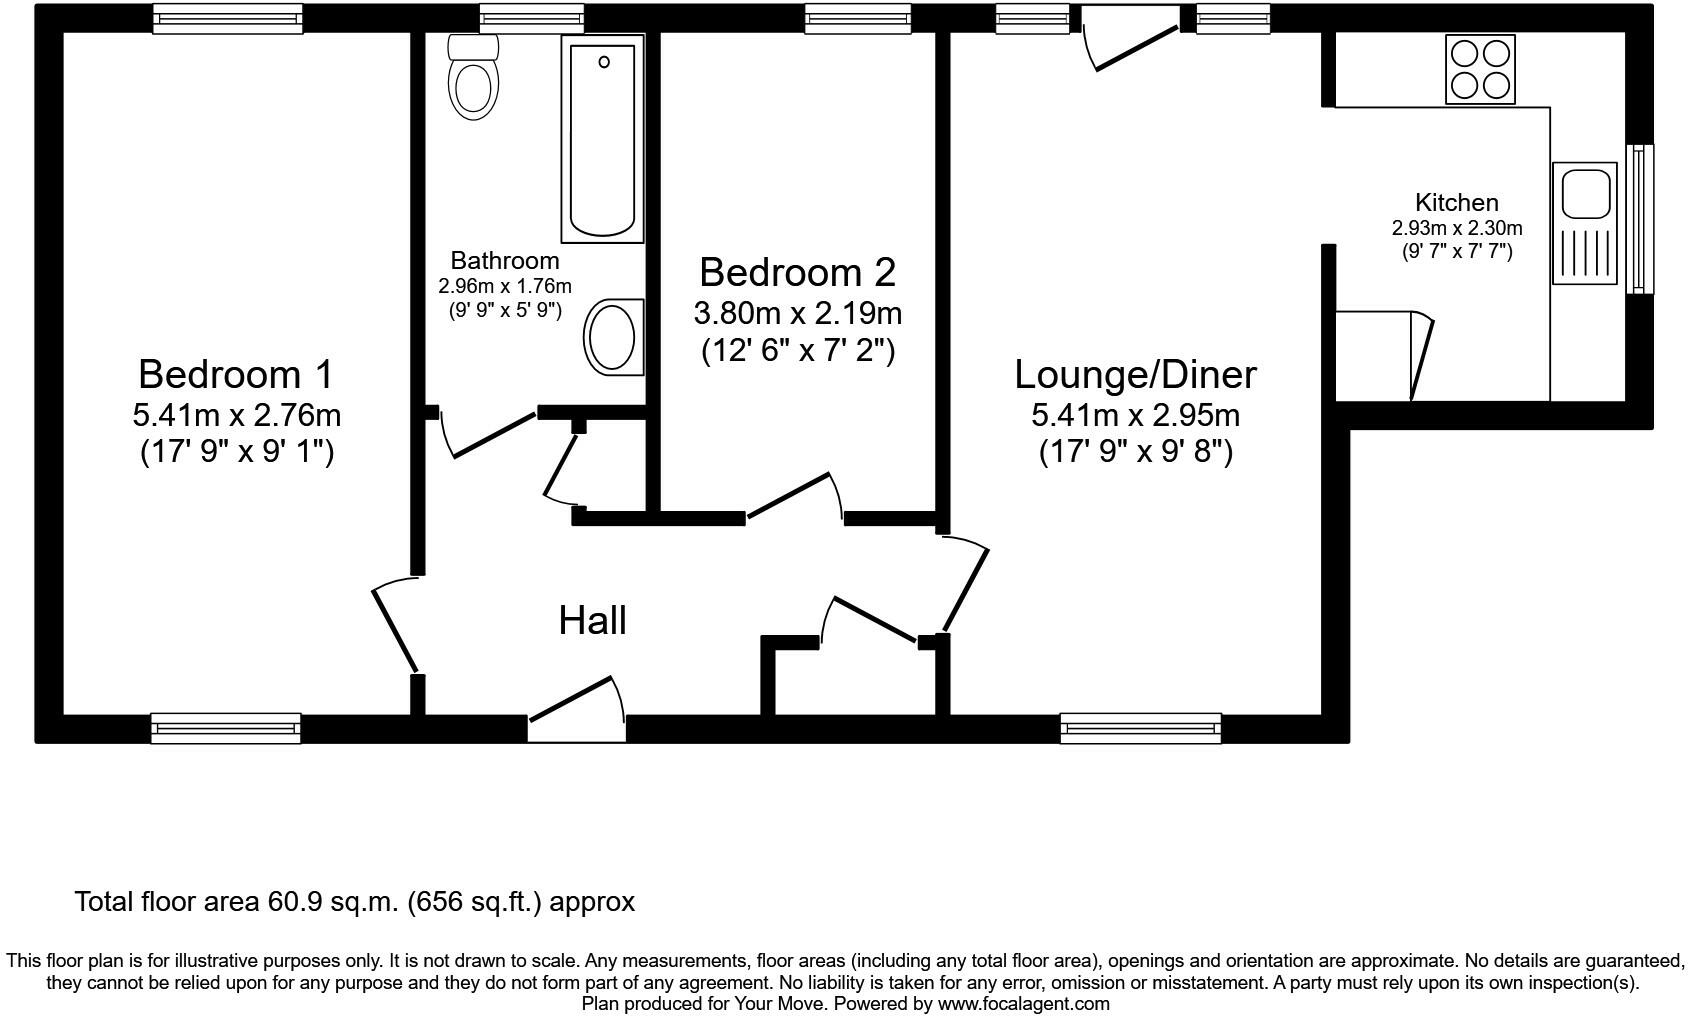 Kitchen
2.93m x 2.30m
(9' 7" x 7' 7")
Bathroom
2.96m x 1.76m
(9' 9" x 5' 9")
Bedroom 2
3.80m x 2.19m
(12' 6" x 7' 2")
Bedroom 1
5.41m x 2.76m
(17' 9" x 9' 1")
Lounge/Diner
5.41m x 2.95m
(17' 9" x 9' 8")
Hall
Total floor area 60.9 sq.m. (656 sq.ft.) approx
This floor plan is for illustrative purposes only. It is not drawn to scale. Any measurements, floor areas (including any total floor area), openings and orientation are approximate. No details are guaranteed,
they cannot be relied upon for any purpose and they do not form part of any agreement. No liability is taken for any error, omission or misstatement. A party must rely upon its own inspection(s).
Plan produced for Your Move. Powered by www.focalagent.com